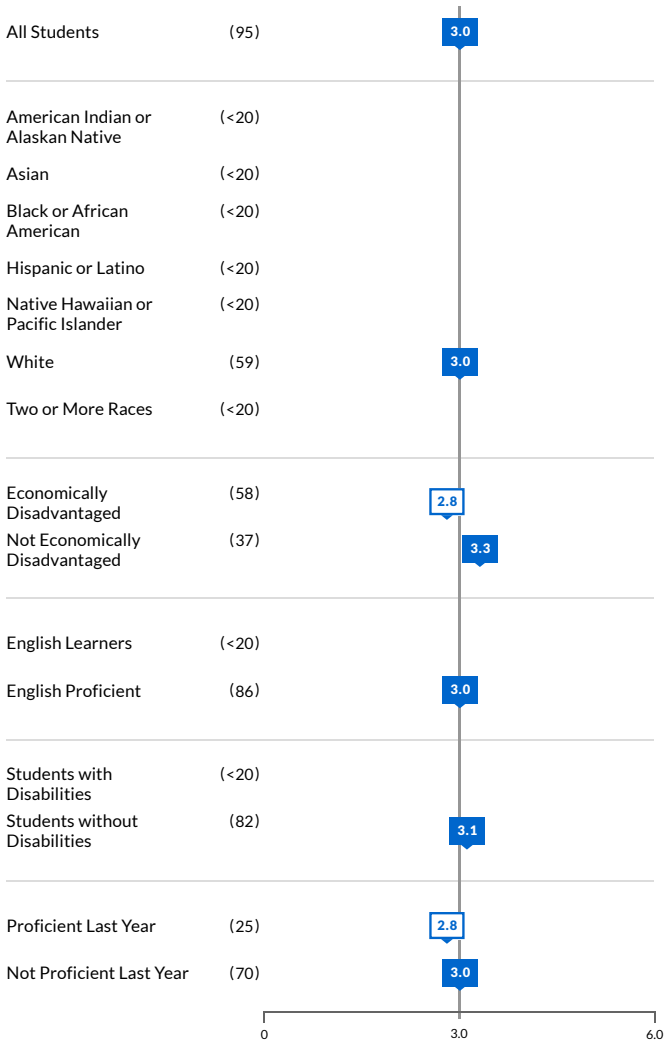 All Students (95) 3.0
American Indian or (<20)
Alaskan Native
Asian (<20)
Black or African (<20)
American
Hispanic or Latino (<20)
Native Hawaiian or (<20)
Pacific Islander
White (59) 3.0
Two or More Races (<20)
Economically (58) 2.8
Disadvantaged
Not Economically (37) 3.3
Disadvantaged
English Learners (<20)
English Proficient (86) 3.0
Students with (<20)
Disabilities
Students without (82) 3.1
Disabilities
Proficient Last Year (25) 2.8
Not Proficient Last Year (70) 3.0
0 3.0 6.0